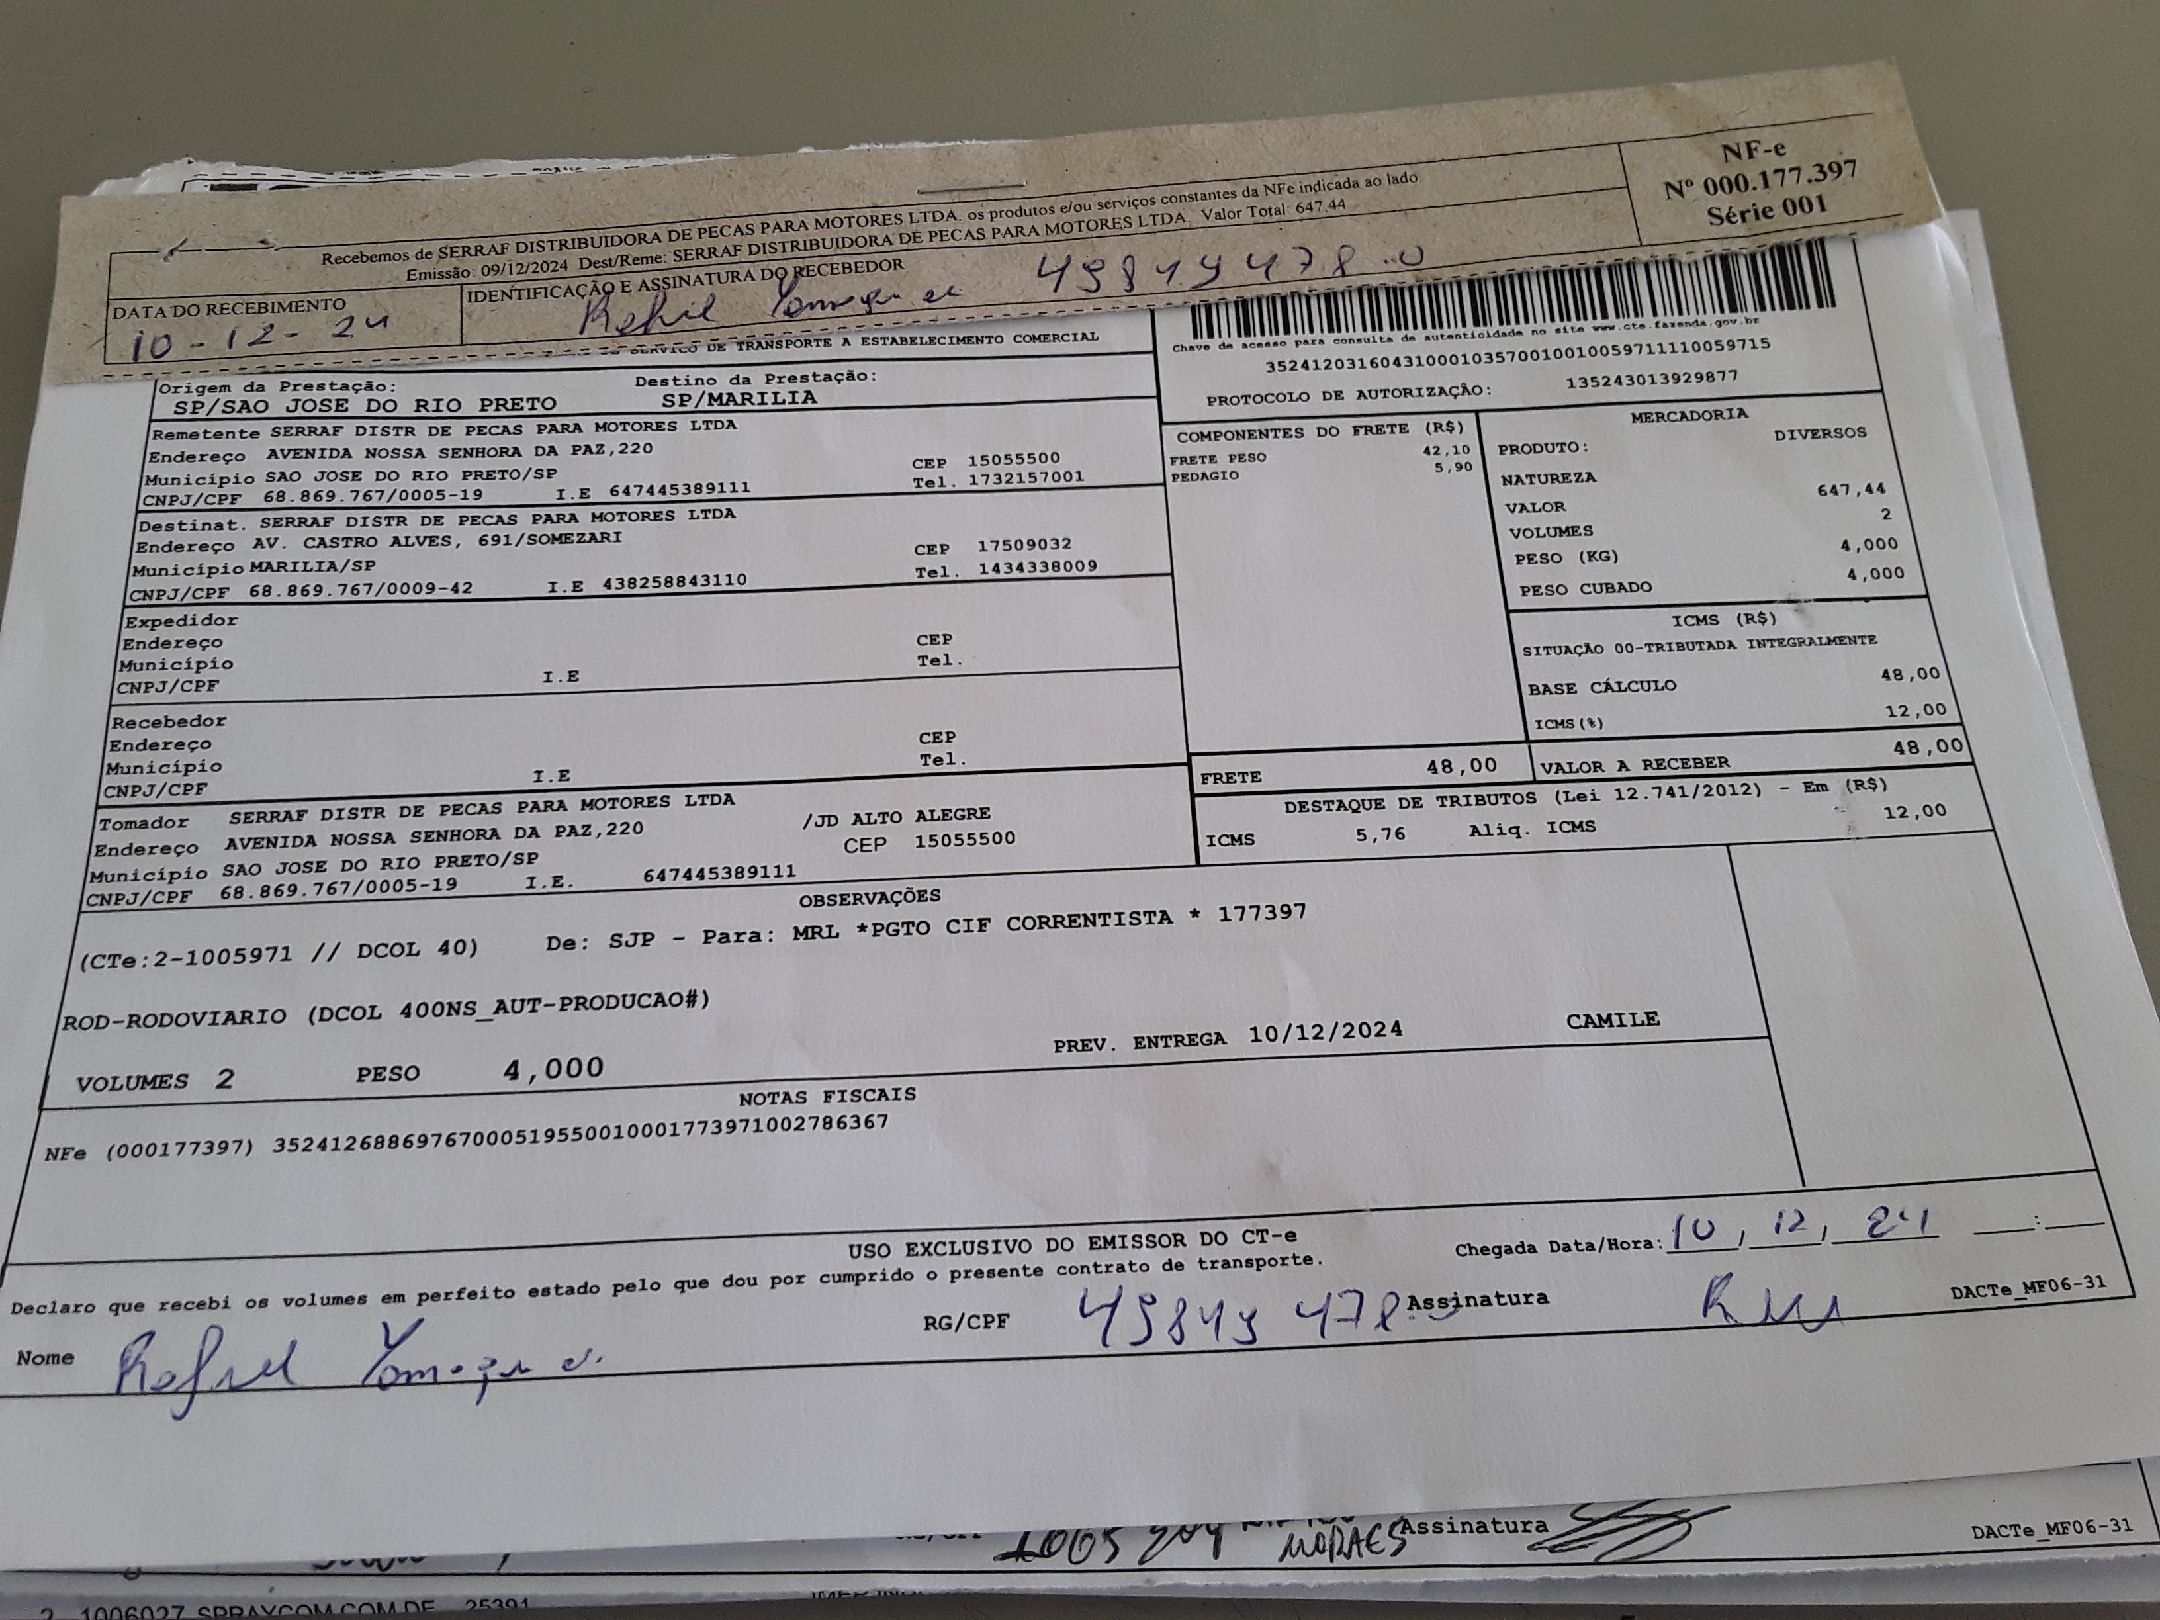 Recebemos de SERRAF DISTRIBUIDORA DE PECAS PARA MOTORES LTDA. os produtos e/ou serviços constantes da NFe indicada ao lado
Emissão: 09/12/2024 Dest/Reme: SERRAF DISTRIBUIDORA DE PECAS PARA MOTORES LTDA. Valor Total: 647.44
NF-e
Nº 000.177.397
Série 001
DATA DO RECEBIMENTO
10-12-24
IDENTIFICAÇÃO E ASSINATURA DO RECEBEDOR
SERVICO DE TRANSPORTE A ESTABELECIMENTO COMERCIAL
Chave de acesso para consulta de autenticidade no site www.cte.fazenda.gov.br
35241203160431000103570010010059711110059715
PROTOCOLO DE AUTORIZAÇÃO: 135243013929877
Origem da Prestação: Destino da Prestação:
SP/SAO JOSE DO RIO PRETO SP/MARILIA
Remetente SERRAF DISTR DE PECAS PARA MOTORES LTDA
Endereço AVENIDA NOSSA SENHORA DA PAZ,220 CEP 15055500
Município SAO JOSE DO RIO PRETO/SP Tel. 1732157001
CNPJ/CPF 68.869.767/0005-19 I.E 647445389111
Destinat. SERRAF DISTR DE PECAS PARA MOTORES LTDA
Endereço AV. CASTRO ALVES, 691/SOMEZARI CEP 17509032
Município MARILIA/SP Tel. 1434338009
CNPJ/CPF 68.869.767/0009-42 I.E 438258843110
Expedidor
Endereço CEP
Município Tel.
CNPJ/CPF I.E
Recebedor
Endereço CEP
Município Tel.
CNPJ/CPF I.E
Tomador SERRAF DISTR DE PECAS PARA MOTORES LTDA
Endereço AVENIDA NOSSA SENHORA DA PAZ,220 /JD ALTO ALEGRE
Município SAO JOSE DO RIO PRETO/SP CEP 15055500
CNPJ/CPF 68.869.767/0005-19 I.E. 647445389111
COMPONENTES DO FRETE (R$)
FRETE PESO 42,10
PEDAGIO 5,90
MERCADORIA
PRODUTO: DIVERSOS
NATUREZA
VALOR 647,44
VOLUMES 2
PESO (KG) 4,000
PESO CUBADO 4,000
ICMS (R$)
SITUAÇÃO 00-TRIBUTADA INTEGRALMENTE
BASE CÁLCULO 48,00
ICMS(%) 12,00
FRETE 48,00 VALOR A RECEBER 48,00
DESTAQUE DE TRIBUTOS (Lei 12.741/2012) - Em (R$)
ICMS 5,76 Aliq. ICMS 12,00
OBSERVAÇÕES
(CTe:2-1005971 // DCOL 40) De: SJP - Para: MRL *PGTO CIF CORRENTISTA * 177397
ROD-RODOVIARIO (DCOL 400NS_AUT-PRODUCAO#)
VOLUMES 2 PESO 4,000 PREV. ENTREGA 10/12/2024 CAMILE
NOTAS FISCAIS
NFe (000177397) 35241268869767000519550010001773971002786367
USO EXCLUSIVO DO EMISSOR DO CT-e
Chegada Data/Hora: 10, 12, 24 :
Declaro que recebi os volumes em perfeito estado pelo que dou por cumprido o presente contrato de transporte.
DACTe_MF06-31
Nome RG/CPF Assinatura
MORAES Assinatura
DACTe_MF06-31
2 1006027 SPRAYCOM.COM.DE 25391